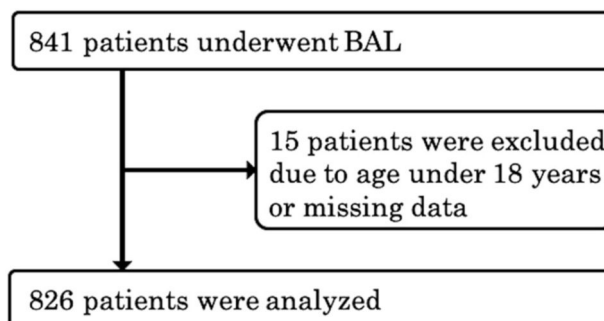 841 patients underwent BAL
15 patients were excluded
due to age under 18 years
or missing data
826 patients were analyzed